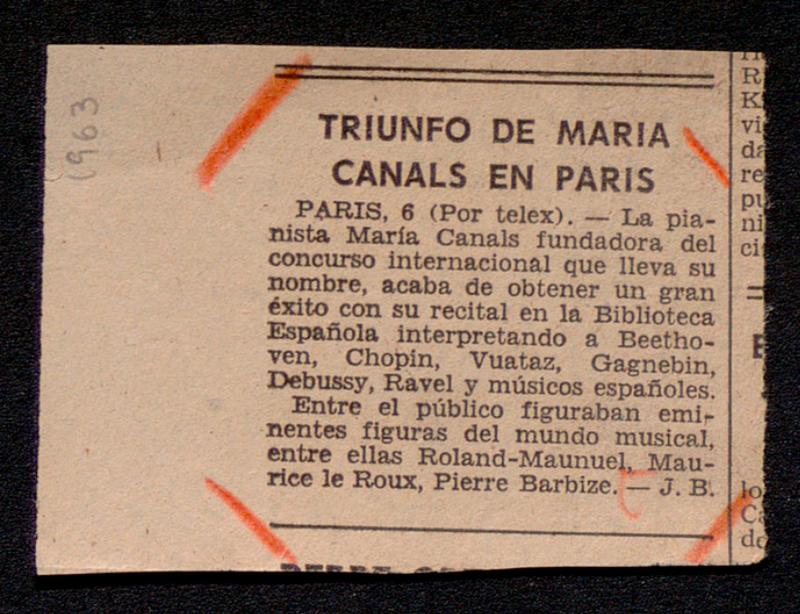 1963
TRIUNFO DE MARIA
CANALS EN PARIS
PARIS, 6 (Por telex). — La pia-
nista María Canals fundadora del
concurso internacional que lleva su
nombre, acaba de obtener un gran
éxito con su recital en la Biblioteca
Española interpretando a Beetho-
ven, Chopin, Vuataz, Gagnebin,
Debussy, Ravel y músicos españoles.
Entre el público figuraban emi-
nentes figuras del mundo musical,
entre ellas Roland-Maunuel, Mau-
rice le Roux, Pierre Barbize. — J. B.